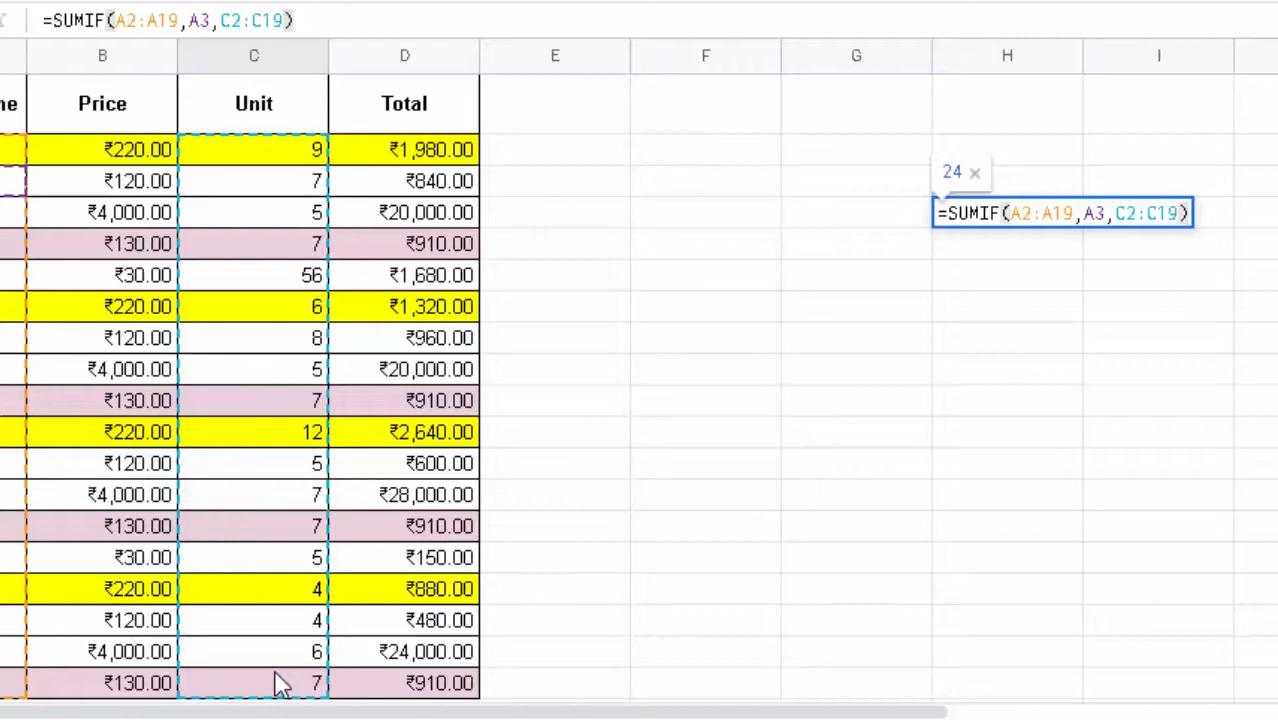 =SUMIF(A2:A19,A3,C2:C19)
B C D E F G H I
ne Price Unit Total
₹220.00 9 ₹1,980.00
24 ×
₹120.00 7 ₹840.00
₹4,000.00 5 ₹20,000.00 =SUMIF(A2:A19,A3,C2:C19)
₹130.00 7 ₹910.00
₹30.00 56 ₹1,680.00
₹220.00 6 ₹1,320.00
₹120.00 8 ₹960.00
₹4,000.00 5 ₹20,000.00
₹130.00 7 ₹910.00
₹220.00 12 ₹2,640.00
₹120.00 5 ₹600.00
₹4,000.00 7 ₹28,000.00
₹130.00 7 ₹910.00
₹30.00 5 ₹150.00
₹220.00 4 ₹880.00
₹120.00 4 ₹480.00
₹4,000.00 6 ₹24,000.00
₹130.00 7 ₹910.00